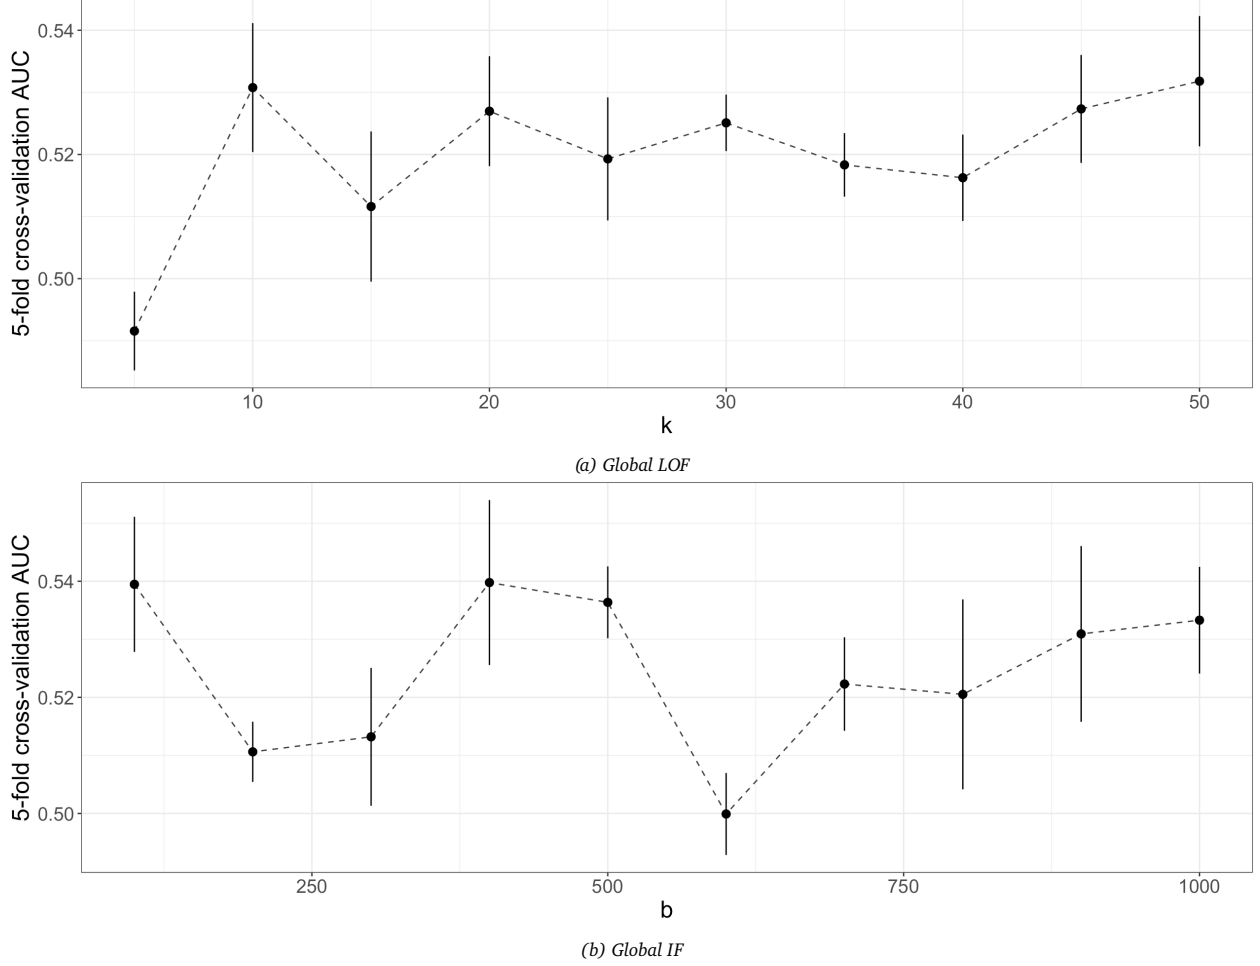 5-fold cross-validation AUC
0.54
0.52
0.50
10 20 30 40 50
k
(a) Global LOF
5-fold cross-validation AUC
0.54
0.52
0.50
250 500 750 1000
b
(b) Global IF